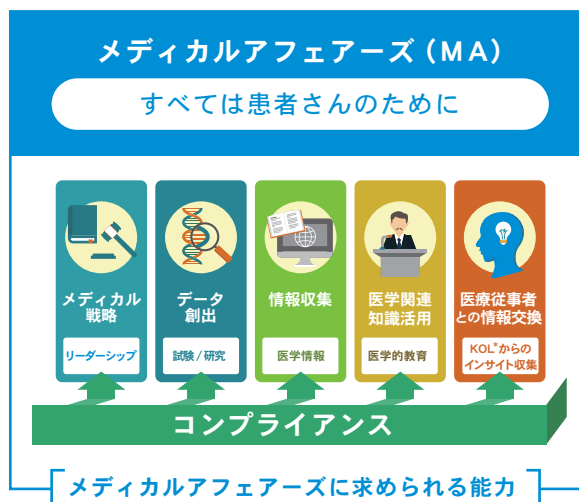 メディカルアフェアーズ（MA）
すべては患者さんのために
メディカル
戦略
リーダーシップ
データ
創出
試験/研究
情報収集
医学情報
医学関連
知識活用
医学的教育
医療従事者
との情報交換
KOL*からの
インサイト収集
コンプライアンス
メディカルアフェアーズに求められる能力